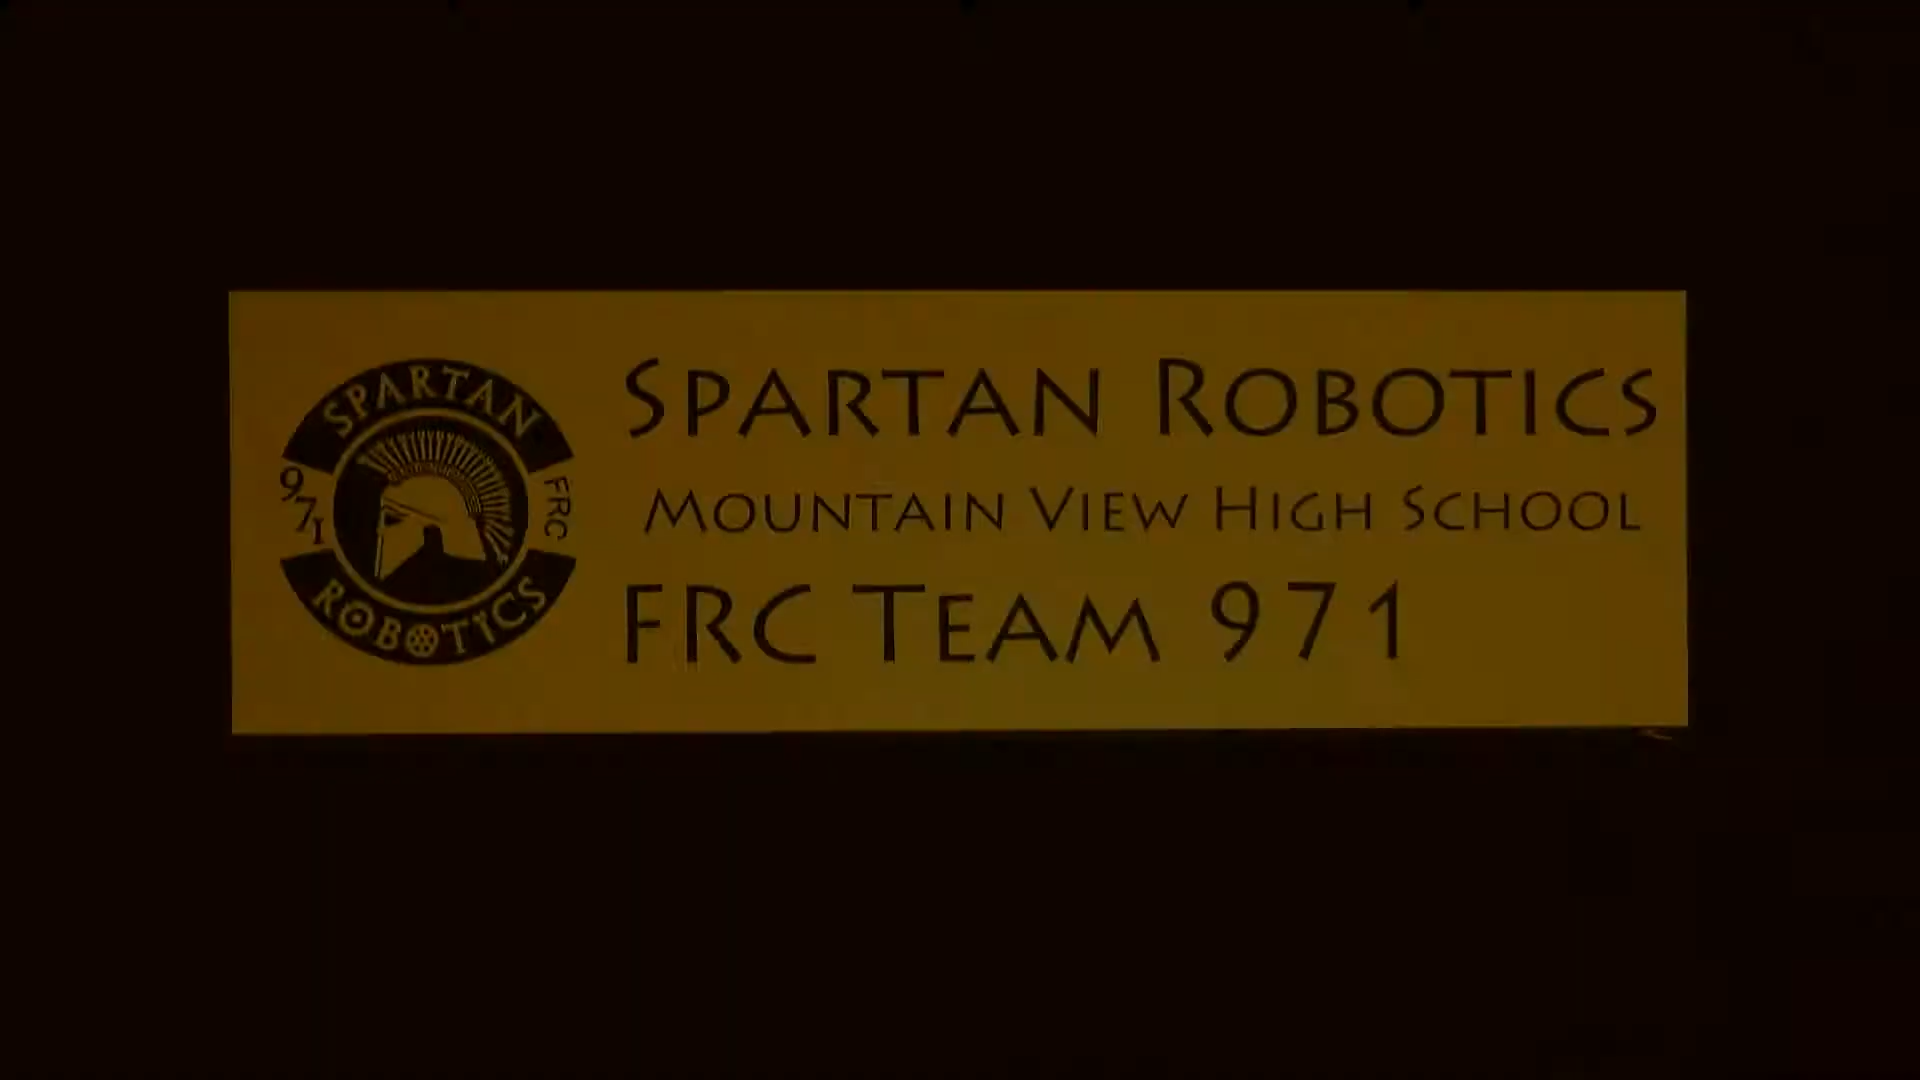 SPARTAN
971
FRC
ROBOTICS
SPARTAN ROBOTICS
MOUNTAIN VIEW HIGH SCHOOL
FRC TEAM 971